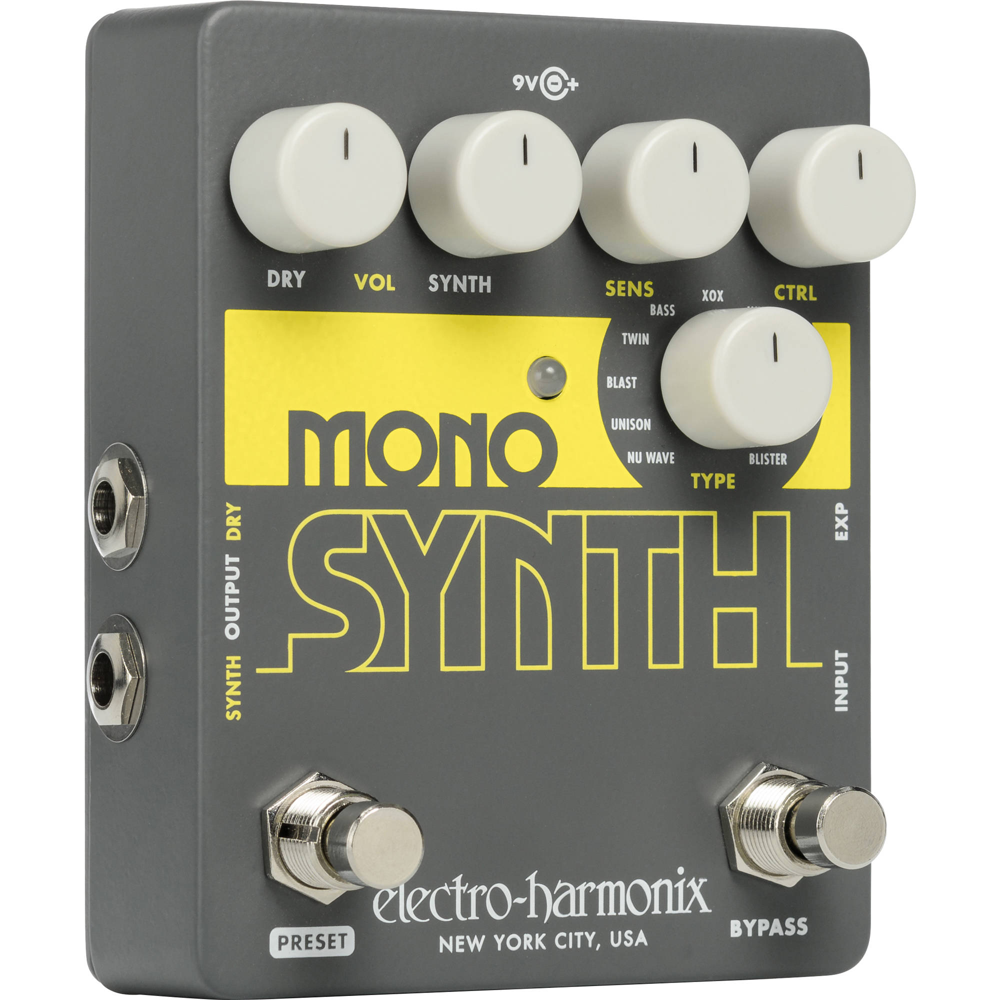 9V - +
DRY VOL SYNTH SENS CTRL
XOX
BASS
TWIN
BLAST
UNISON
NU WAVE BLISTER
TYPE
MONO
SYNTH
SYNTH OUTPUT DRY
EXP
INPUT
electro-harmonix
PRESET NEW YORK CITY, USA BYPASS